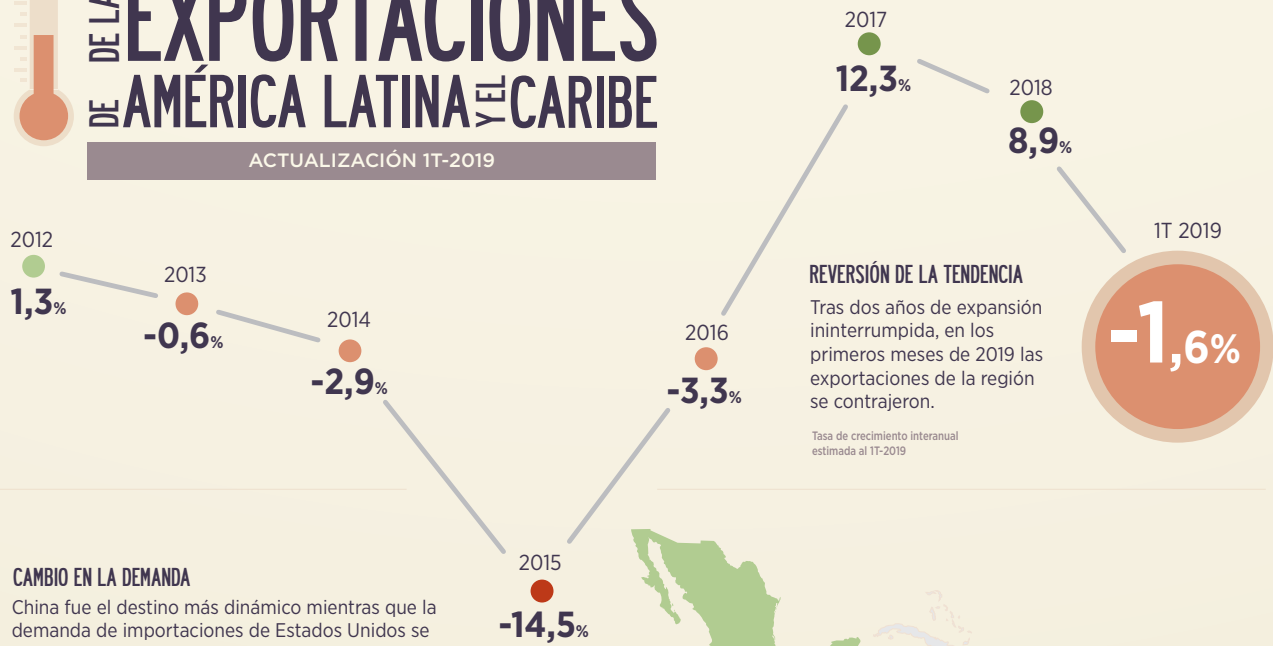 DE LA
EXPORTACIONES
DE AMÉRICA LATINA Y EL CARIBE
ACTUALIZACIÓN 1T-2019
2012
1,3%
2013
-0,6%
2014
-2,9%
2015
-14,5%
2016
-3,3%
2017
12,3%
2018
8,9%
1T 2019
-1,6%
REVERSIÓN DE LA TENDENCIA
Tras dos años de expansión
ininterrumpida, en los
primeros meses de 2019 las
exportaciones de la región
se contrajeron.
Tasa de crecimiento interanual
estimada al 1T-2019
CAMBIO EN LA DEMANDA
China fue el destino más dinámico mientras que la
demanda de importaciones de Estados Unidos se